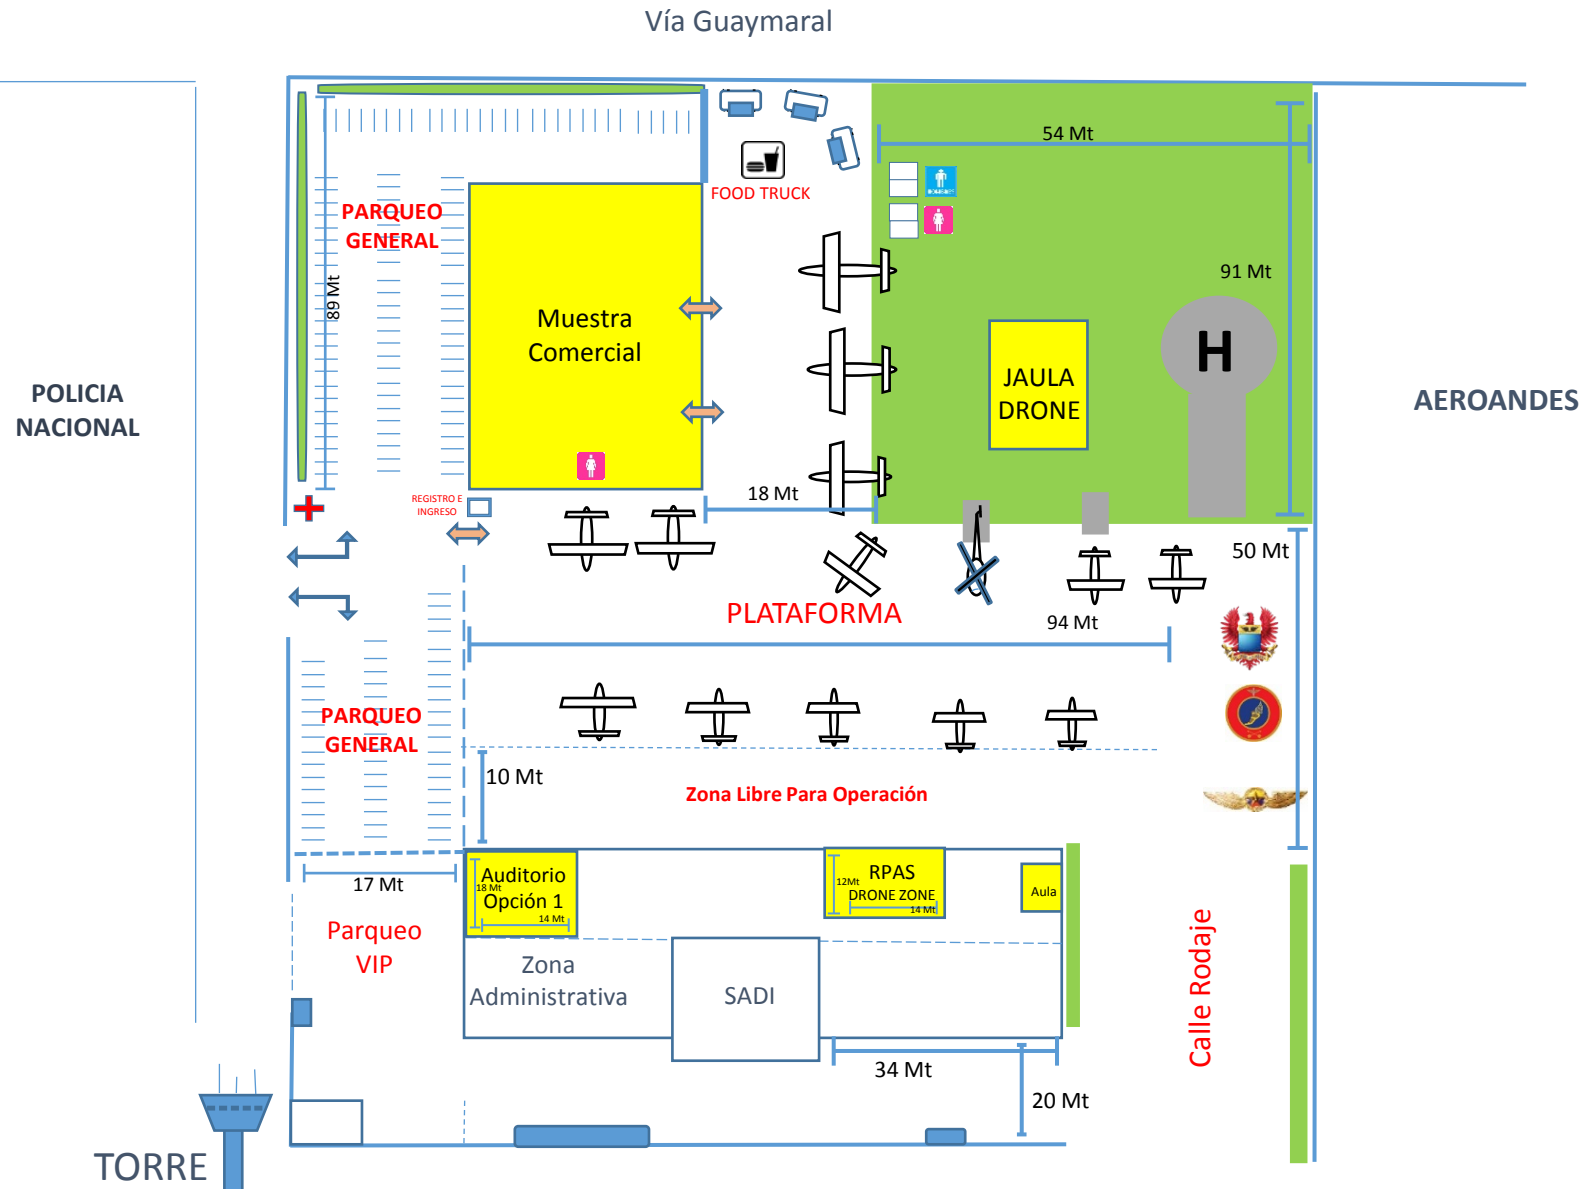 Vía Guaymaral
54 Mt
FOOD TRUCK
PARQUEO
GENERAL
89 Mt
91 Mt
Muestra
Comercial
H
JAULA
DRONE
POLICIA
NACIONAL
AEROANDES
REGISTRO E
INGRESO
18 Mt
50 Mt
PLATAFORMA
94 Mt
PARQUEO
GENERAL
10 Mt
Zona Libre Para Operación
17 Mt
Auditorio
18 Mt
Opción 1
14 Mt
RPAS
12Mt
DRONE ZONE
14 Mt
Aula
Parqueo
VIP
Zona
Administrativa
SADI
Calle Rodaje
34 Mt
20 Mt
TORRE